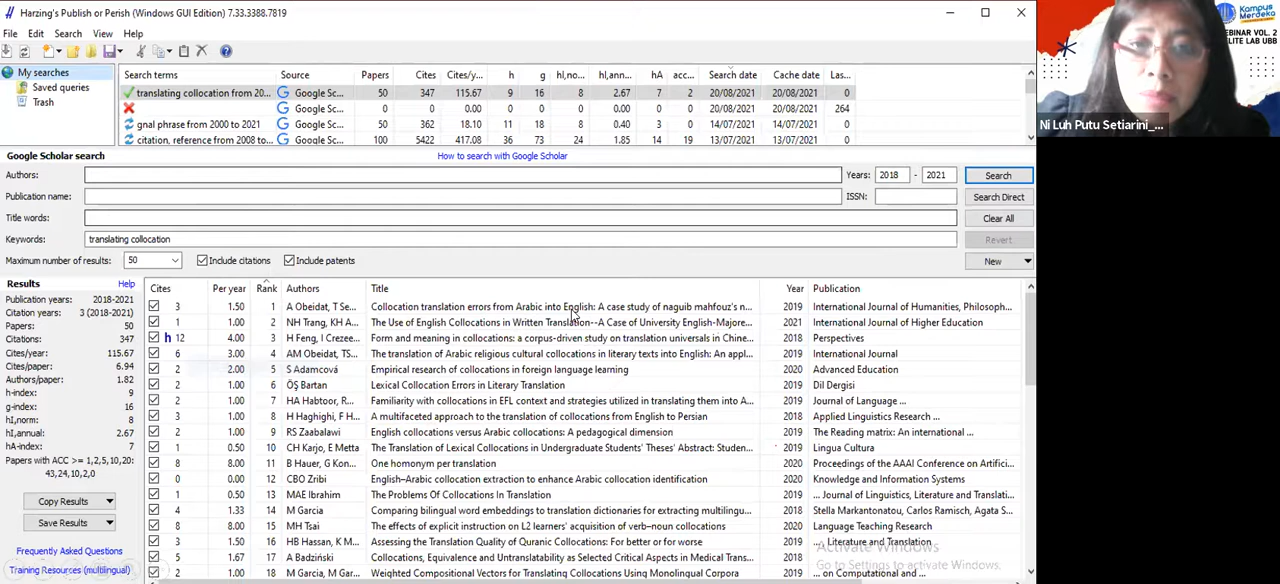 Harzing's Publish or Perish (Windows GUI Edition) 7.33.3388.7819
File Edit Search View Help
My searches
Saved queries
Trash
Search terms Source Papers Cites Cites/y... h g hI,no... hI,ann... hA acc... Search date Cache date Las...
translating collocation from 20... Google Sc... 50 347 115.67 9 16 8 2.67 7 2 20/08/2021 20/08/2021 0
Google Sc... 0 0 0.00 0 0 0 0.00 0 0 20/08/2021 20/08/2021 264
gnal phrase from 2000 to 2021 Google Sc... 50 362 18.10 11 18 8 0.40 3 0 14/07/2021 14/07/2021 0
citation, reference from 2008 to... Google Sc... 100 5422 417.08 36 73 24 1.85 14 19 13/07/2021 13/07/2021 0
Google Scholar search
How to search with Google Scholar
Authors: Years: 2018 - 2021 Search
Publication name: ISSN: Search Direct
Title words: Clear All
Keywords: translating collocation Revert
Maximum number of results: 50 Include citations Include patents New
Results Help
Publication years: 2018-2021
Citation years: 3 (2018-2021)
Papers: 50
Citations: 347
Cites/year: 115.67
Cites/paper: 6.94
Authors/paper: 1.82
h-index: 9
g-index: 16
hI,norm: 8
hI,annual: 2.67
hA-index: 7
Papers with ACC >= 1,2,5,10,20:
43,24,10,2,0
Copy Results
Save Results
Frequently Asked Questions
Training Resources (multilingual)
Cites Per year Rank Authors Title Year Publication
3 1.50 1 A Obeidat, T Se... Collocation translation errors from Arabic into English: A case study of naguib mahfouz's n... 2019 International Journal of Humanities, Philosoph...
1 1.00 2 NH Trang, KH A... The Use of English Collocations in Written Translation--A Case of University English-Majore... 2021 International Journal of Higher Education
h 12 4.00 3 H Feng, I Crezee... Form and meaning in collocations: a corpus-driven study on translation universals in Chine... 2018 Perspectives
6 3.00 4 AM Obeidat, TS... The translation of Arabic religious cultural collocations in literary texts into English: An appl... 2019 International Journal
2 2.00 5 S Adamcová Empirical research of collocations in foreign language learning 2020 Advanced Education
2 1.00 6 ÖŞ Bartan Lexical Collocation Errors in Literary Translation 2019 Dil Dergisi
2 1.00 7 HA Habtoor, R... Familiarity with collocations in EFL context and strategies utilized in translating them into A... 2019 Journal of Language ...
3 1.00 8 H Haghighi, F H... A multifaceted approach to the translation of collocations from English to Persian 2018 Applied Linguistics Research ...
2 1.00 9 RS Zaabalawi English collocations versus Arabic collocations: A pedagogical dimension 2019 The Reading matrix: An international ...
1 0.50 10 CH Karjo, E Metta The Translation of Lexical Collocations in Undergraduate Students' Theses' Abstract: Studen... 2019 Lingua Cultura
8 8.00 11 B Hauer, G Kon... One homonym per translation 2020 Proceedings of the AAAI Conference on Artifici...
0 0.00 12 CBO Zribi English–Arabic collocation extraction to enhance Arabic collocation identification 2020 Knowledge and Information Systems
1 0.50 13 MAE Ibrahim The Problems Of Collocations In Translation 2019 ... Journal of Linguistics, Literature and Translati...
4 1.33 14 M Garcia Comparing bilingual word embeddings to translation dictionaries for extracting multilingu... 2018 Stella Markantonatou, Carlos Ramisch, Agata S...
8 8.00 15 MH Tsai The effects of explicit instruction on L2 learners' acquisition of verb–noun collocations 2020 Language Teaching Research
3 1.50 16 HB Hassan, K M... Assessing the Translation Quality of Quranic Collocations: For better or for worse 2019 ... Literature and Translation
5 1.67 17 A Badziński Collocations, Equivalence and Untranslatability as Selected Critical Aspects in Medical Trans... 2018
2 1.00 18 M Garcia, M Gar... Weighted Compositional Vectors for Translating Collocations Using Monolingual Corpora 2019 ... on Computational and ...
Activate Windows
Go to Settings to activate Windows.
Kampus
Merdeka
EBINAR VOL. 2
ELITE LAB UBB
Ni Luh Putu Setiarini_...